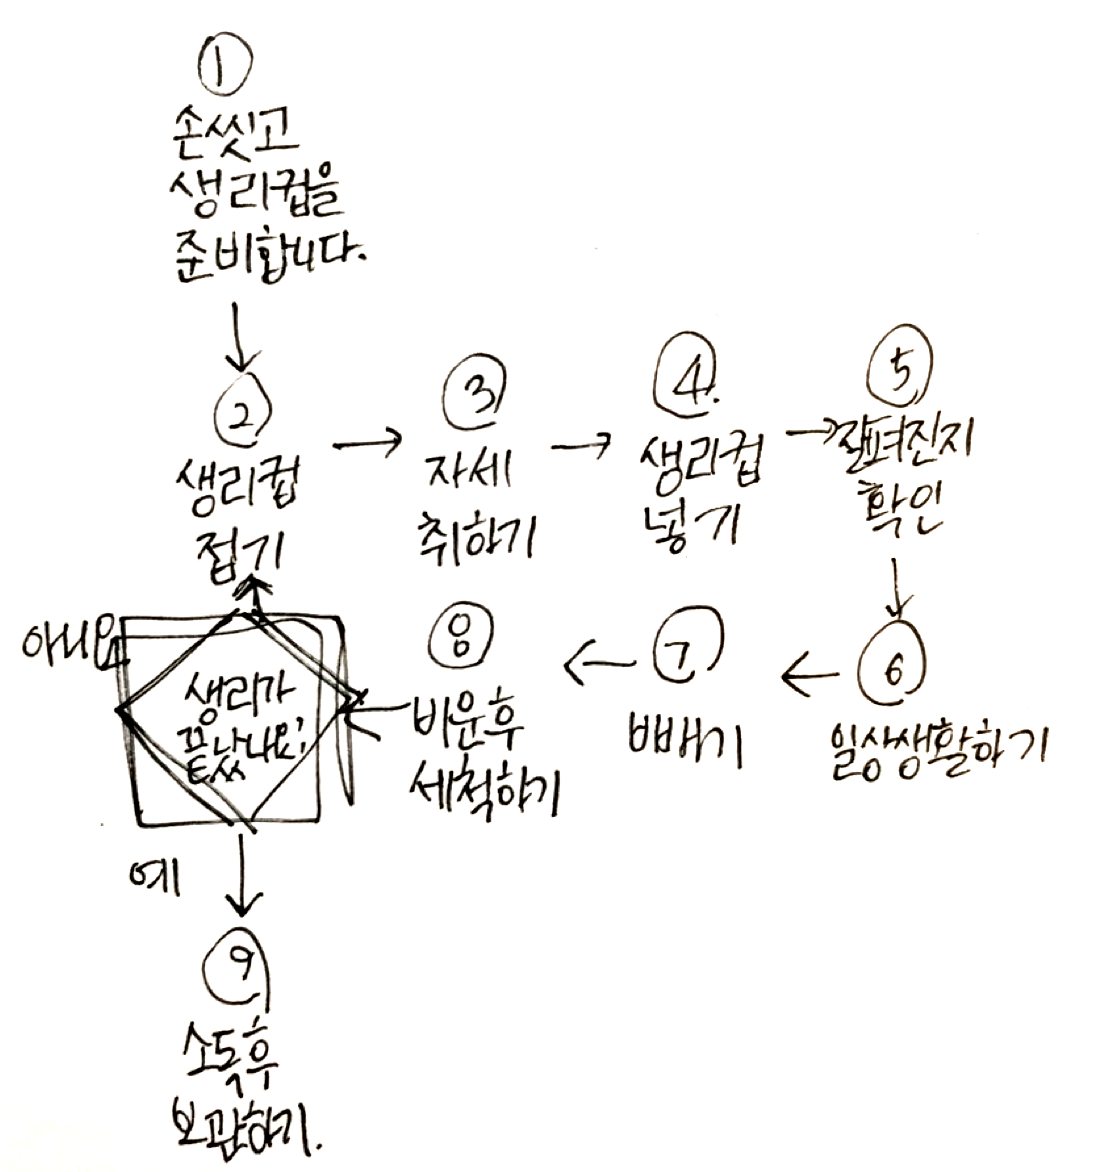 ①
손씻고
생리컵을
준비합니다.
②
생리컵
접기
③
자세
취하기
④
생리컵
넣기
⑤
잘펴진지
확인
⑥
일상생활하기
⑦
빼기
⑧
비운후
세척하기
생리가
끝났나요?
아니요
예
⑨
소독후
보관하기.